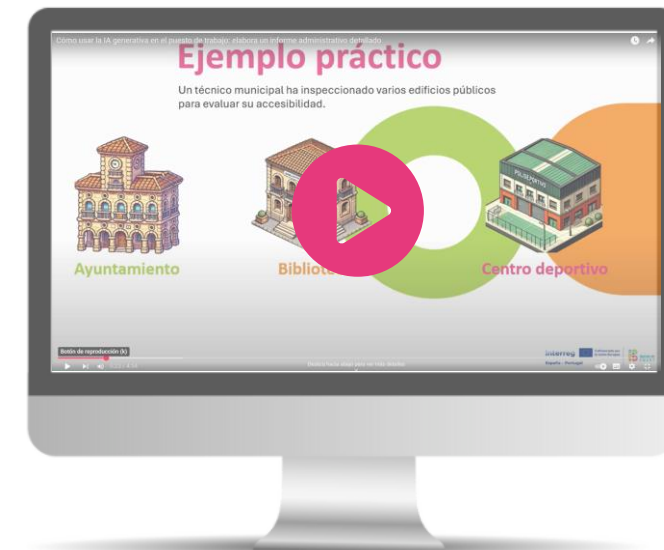 Cómo usar la IA generativa en el puesto de trabajo: elabora un informe administrativo detallado
Ejemplo práctico
Un técnico municipal ha inspeccionado varios edificios públicos
para evaluar su accesibilidad.
POLIDEPORTIVO
Ayuntamiento
Bibliot
Centro deportivo
Botón de reproducción (k)
Interreg
España - Portugal